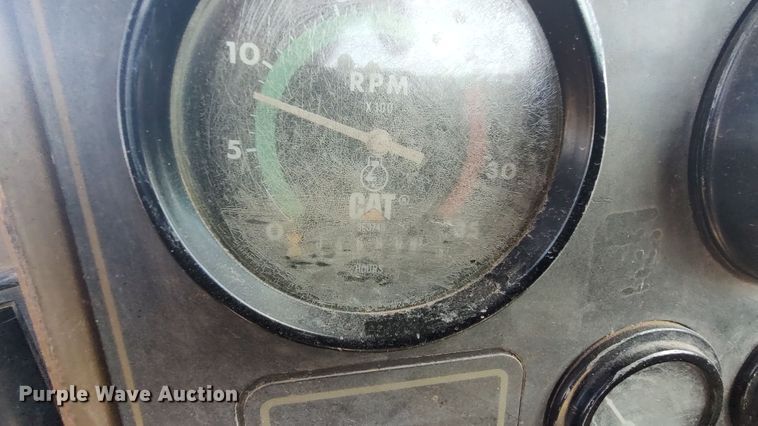 10
RPM
X100
5
30
CAT®
0
35
HOURS
Purple Wave Auction